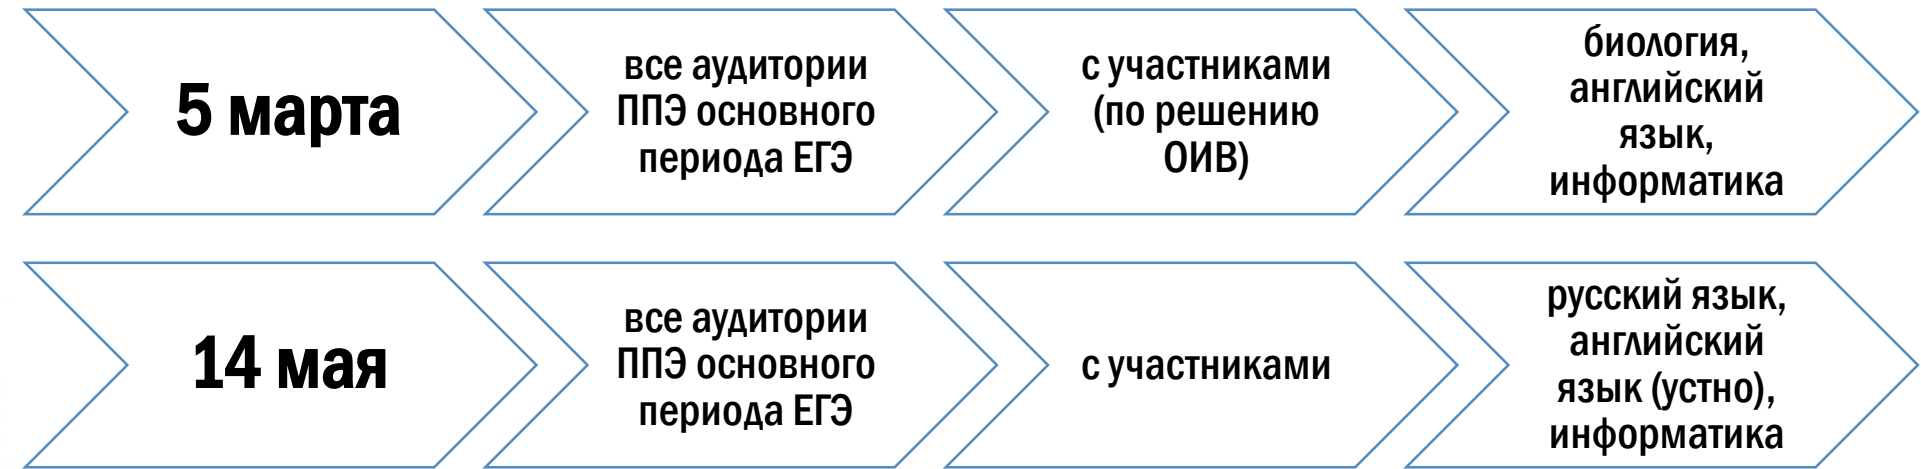 5 марта
все аудитории
ППЭ основного
периода ЕГЭ
с участниками
(по решению
ОИВ)
биология,
английский
язык,
информатика
14 мая
все аудитории
ППЭ основного
периода ЕГЭ
с участниками
русский язык,
английский
язык (устно),
информатика